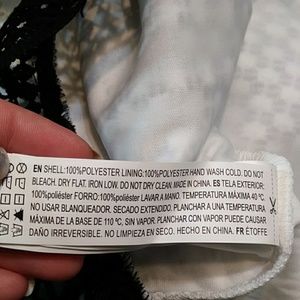 EN SHELL:100%POLYESTER LINING:100%POLYESTER HAND WASH COLD. DO NOT
BLEACH. DRY FLAT. IRON LOW. DO NOT DRY CLEAN MADE IN CHINA. ES TELA EXTERIOR:
100%poliéster FORRO: 100%poliéster LAVAR A MANO. TEMPERATURA MÁXIMA 40 ºC.
NO USAR BLANQUEADOR. SECADO EXTENDIDO. PLANCHAR A UNA TEMPERATURA
MÁXIMA DE LA BASE DE 110 ºC, SIN VAPOR. PLANCHAR CON VAPOR PUEDE CAUSAR
DAÑO IRREVERSIBLE. NO LIMPIEZA EN SECO. HECHO EN CHINA. FR ÉTOFFE